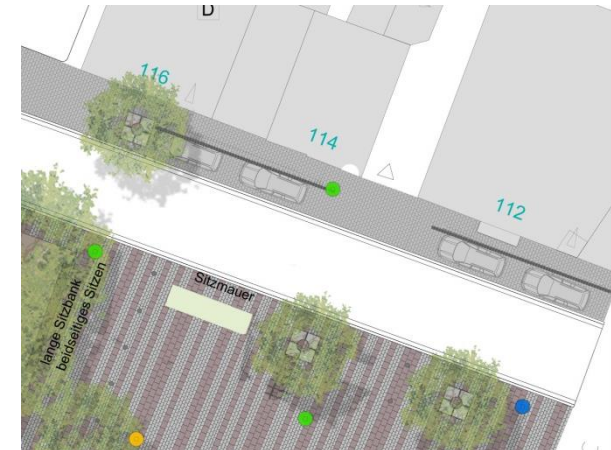 D
116
114
112
Sitzmauer
lange Sitzbank
beidseitiges Sitzen